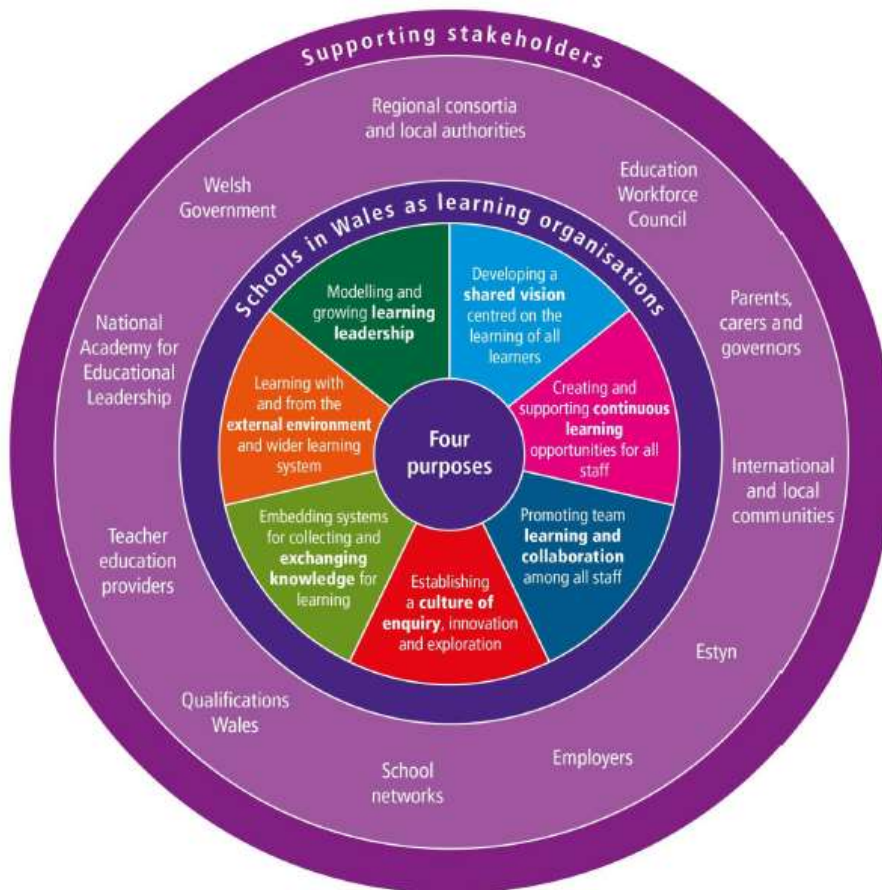 Supporting stakeholders
Regional consortia
and local authorities
Education
Workforce
Council
Parents,
carers and
governors
International
and local
communities
Estyn
Employers
School
networks
Qualifications
Wales
Teacher
education
providers
National
Academy for
Educational
Leadership
Welsh
Government
Schools in Wales as learning organisations
Developing a
shared vision
centred on the
learning of all
learners
Creating and
supporting continuous
learning
opportunities for all
staff
Promoting team
learning and
collaboration
among all staff
Establishing
a culture of
enquiry, innovation
and exploration
Embedding systems
for collecting and
exchanging
knowledge for
learning
Learning with
and from the
external environment
and wider learning
system
Modelling and
growing learning
leadership
Four
purposes